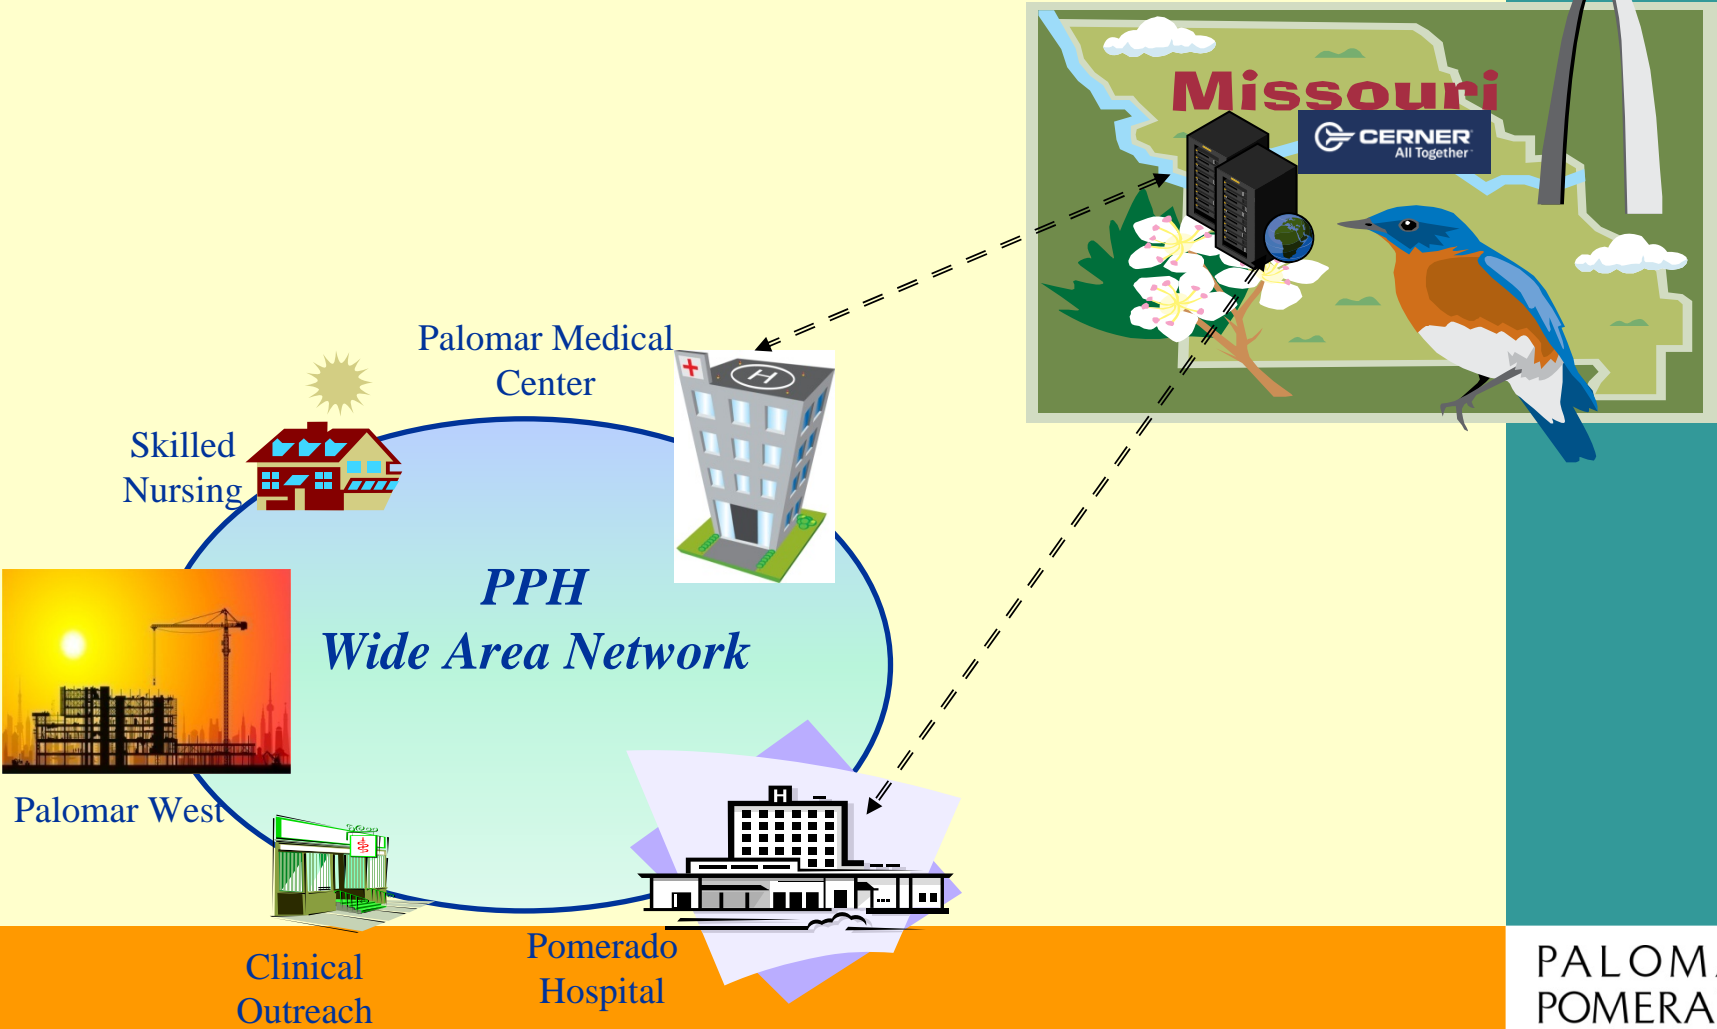 Missouri
CERNER
All Together
Palomar Medical
Center
H
Skilled
Nursing
PPH
Wide Area Network
Palomar West
H
Clinical
Outreach
Pomerado
Hospital
PALOM
POMERA